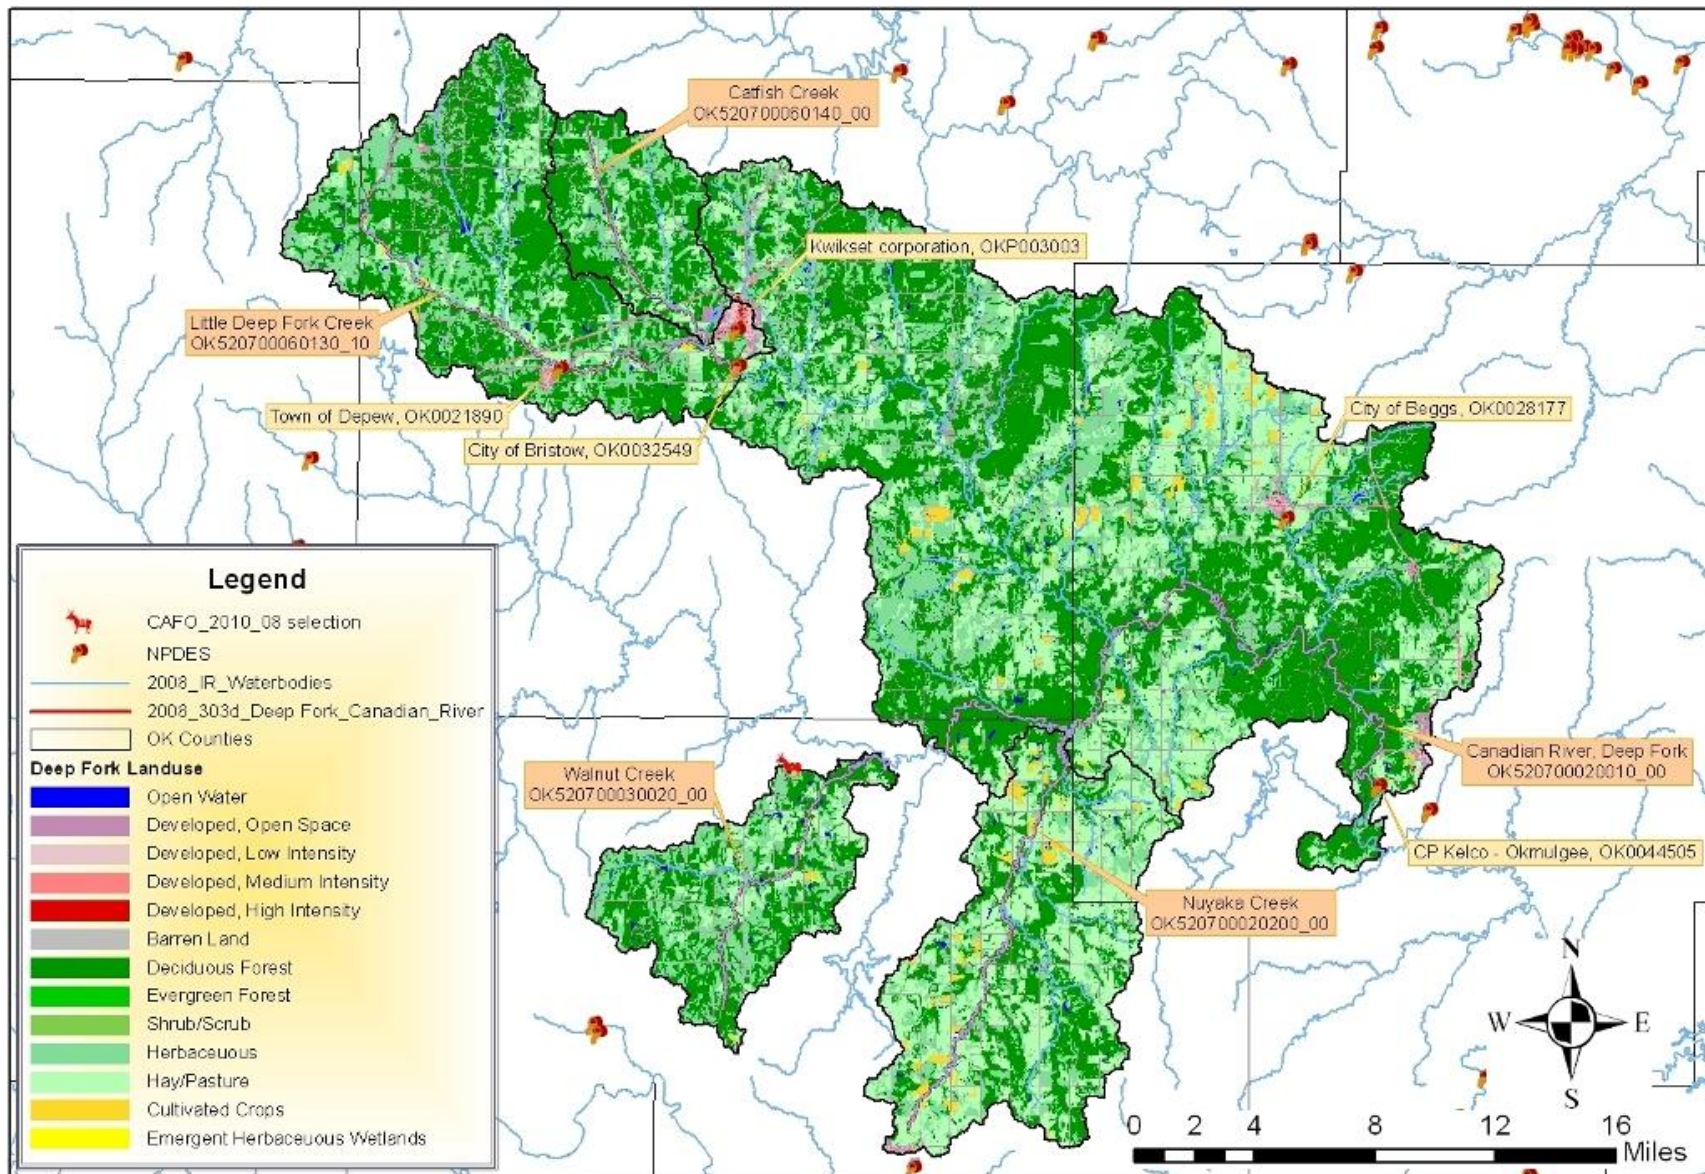 Catfish Creek
OK520700060140_00
Kwikset corporation, OKP003003
Little Deep Fork Creek
OK520700060130_10
Town of Depew, OK0021890
City of Bristow, OK0032549
City of Beggs, OK0028177
Walnut Creek
OK520700030020_00
Canadian River, Deep Fork
OK520700020010_00
CP Kelco - Okmulgee, OK0044505
Nuyaka Creek
OK520700020200_00
Legend
CAFO_2010_08 selection
NPDES
2008_IR_Waterbodies
2008_303d_Deep Fork_Canadian_River
OK Counties
Deep Fork Landuse
Open Water
Developed, Open Space
Developed, Low Intensity
Developed, Medium Intensity
Developed, High Intensity
Barren Land
Deciduous Forest
Evergreen Forest
Shrub/Scrub
Herbaceuous
Hay/Pasture
Cultivated Crops
Emergent Herbaceuous Wetlands
N
W E
S
0 2 4 8 12 16
Miles